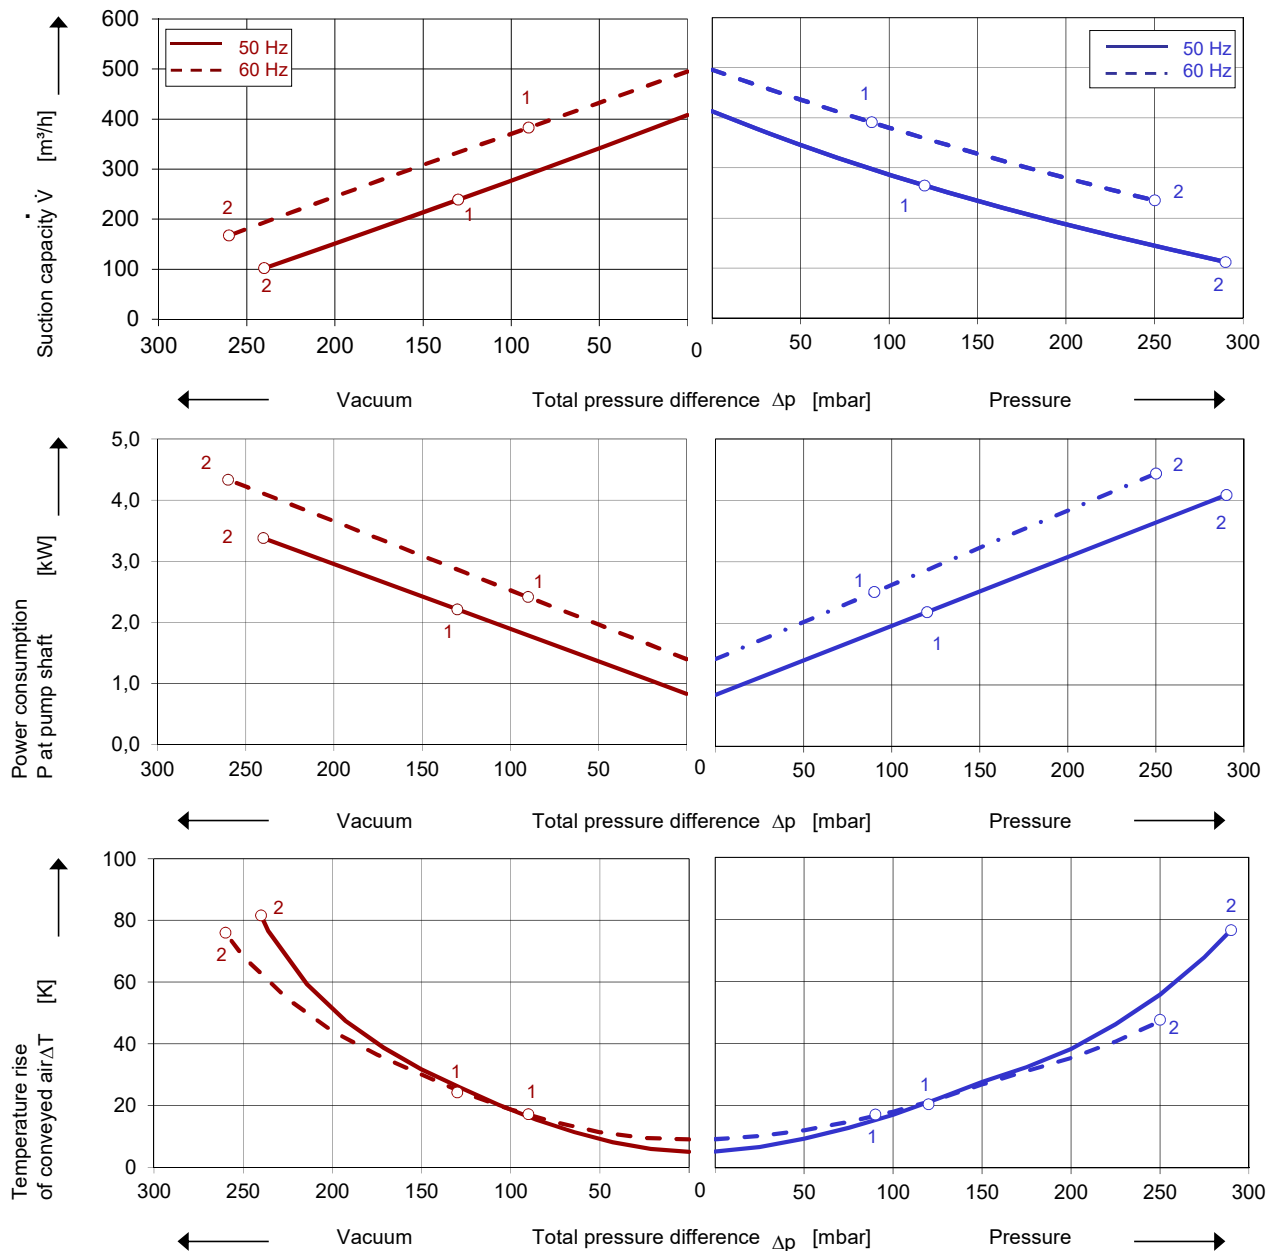 600
500
400
300
200
100
0
Suction capacity V̇ [m³/h]
50 Hz
60 Hz
1
2
1
2
50 Hz
60 Hz
1
2
1
2
300 250 200 150 100 50 0 50 100 150 200 250 300
Vacuum Total pressure difference Δp [mbar] Pressure
5,0
4,0
3,0
2,0
1,0
0,0
Power consumption [kW]
P at pump shaft
2
2
1
1
2
1
2
1
300 250 200 150 100 50 0 50 100 150 200 250 300
Vacuum Total pressure difference Δp [mbar] Pressure
100
80
60
40
20
0
Temperature rise [K]
of conveyed air ΔT
2
2
1
1
2
2
1
1
300 250 200 150 100 50 0 50 100 150 200 250 300
Vacuum Total pressure difference Δp [mbar] Pressure